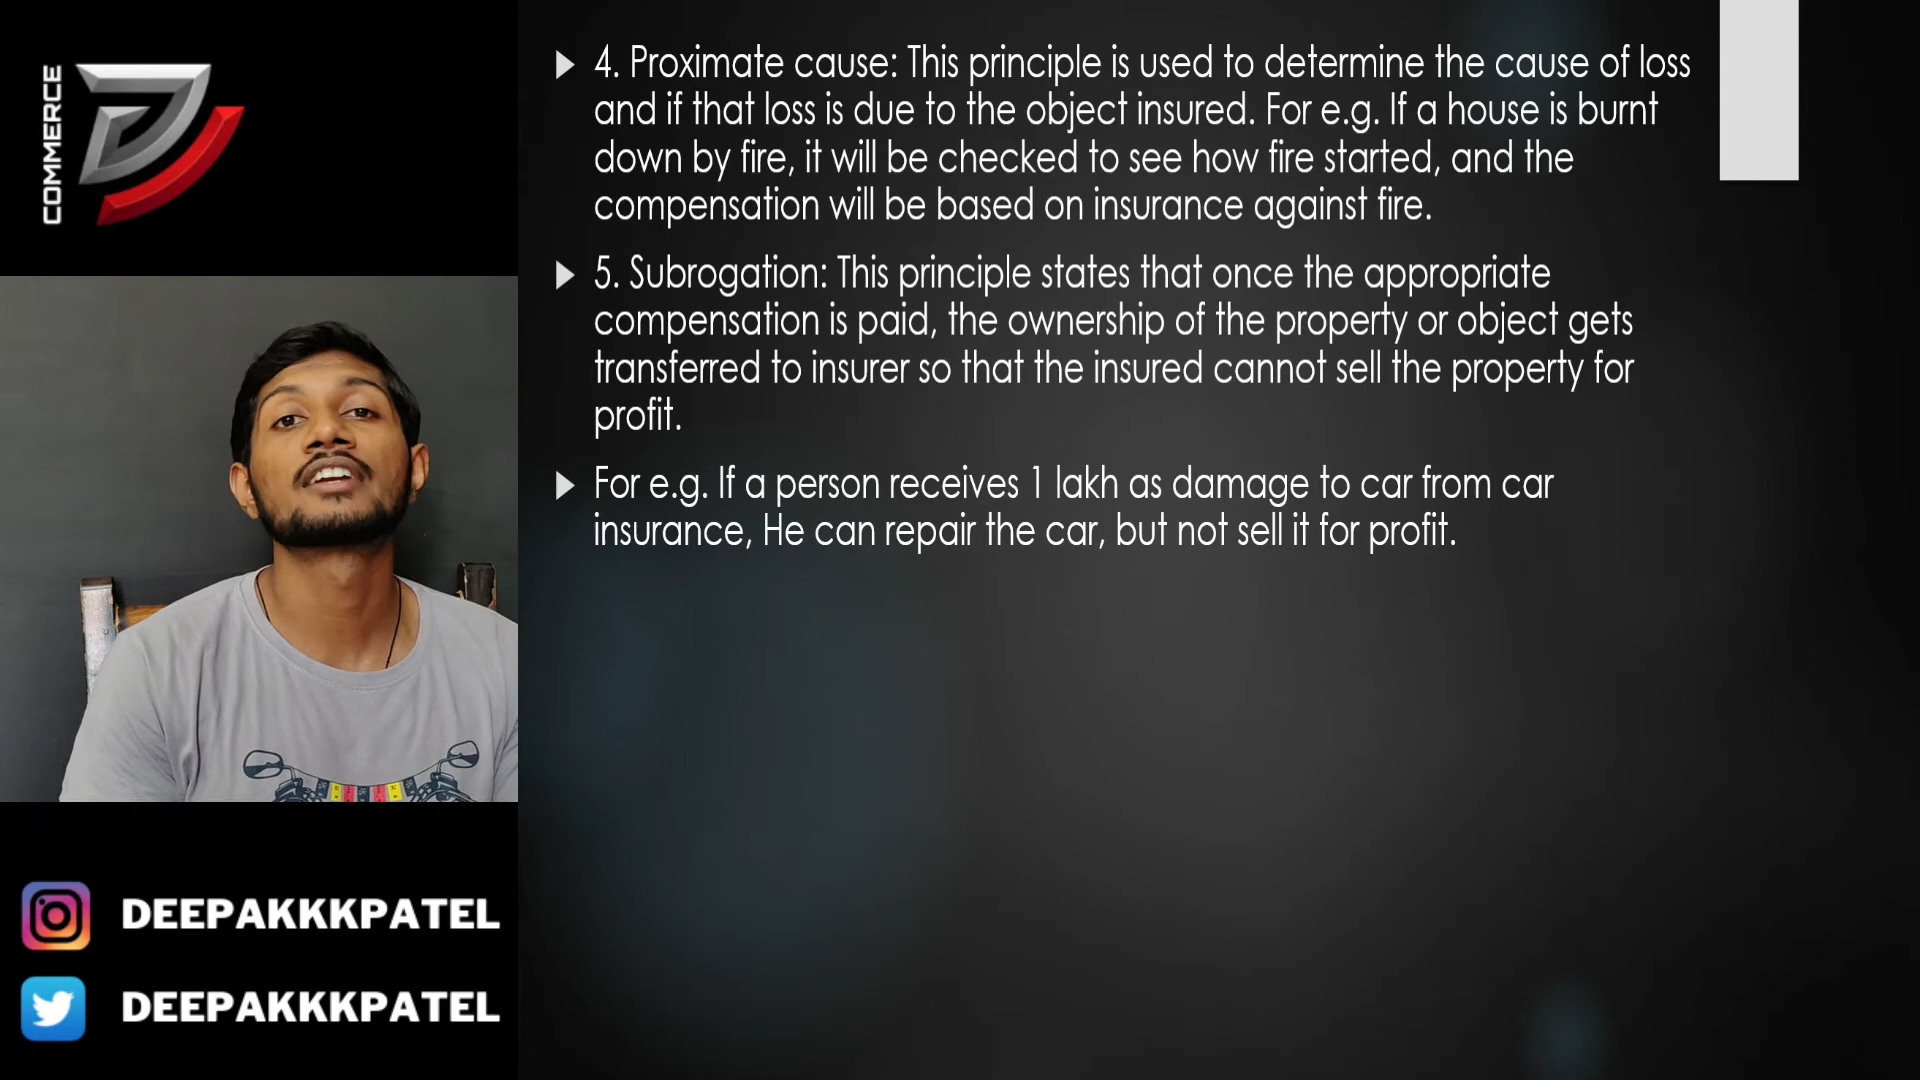 COMMERCE
4. Proximate cause: This principle is used to determine the cause of loss
and if that loss is due to the object insured. For e.g. If a house is burnt
down by fire, it will be checked to see how fire started, and the
compensation will be based on insurance against fire.
5. Subrogation: This principle states that once the appropriate
compensation is paid, the ownership of the property or object gets
transferred to insurer so that the insured cannot sell the property for
profit.
For e.g. If a person receives 1 lakh as damage to car from car
insurance, He can repair the car, but not sell it for profit.
DEEPAKKKPATEL
DEEPAKKKPATEL